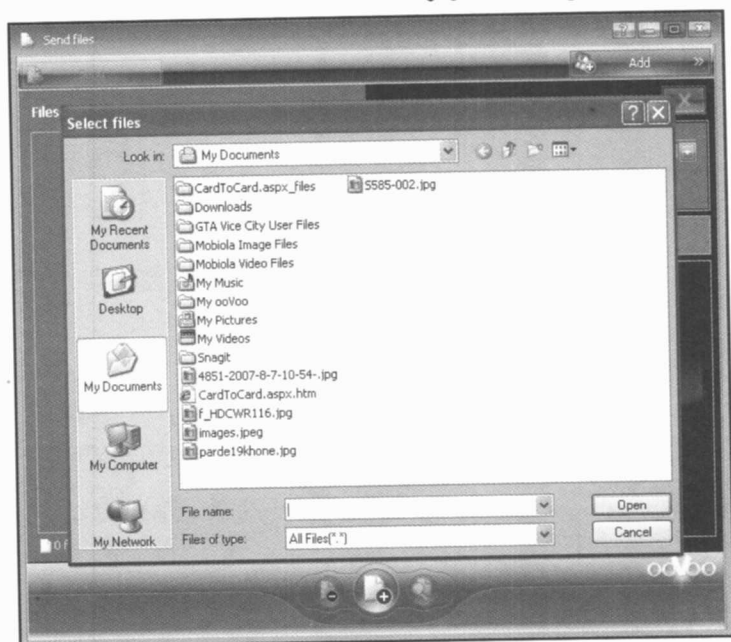 Send files
Add »
Files
Select files
Look in: My Documents
My Recent Documents
Desktop
My Documents
My Computer
My Network
CardToCard.aspx_files
Downloads
GTA Vice City User Files
Mobiola Image Files
Mobiola Video Files
My Music
My ooVoo
My Pictures
My Videos
Snagit
4851-2007-8-7-10-54-.jpg
CardToCard.aspx.htm
f_HDCWR116.jpg
images.jpeg
parde19khone.jpg
S585-002.jpg
File name:
Open
Files of type: All Files(*.*)
Cancel
0 f
ooVoo